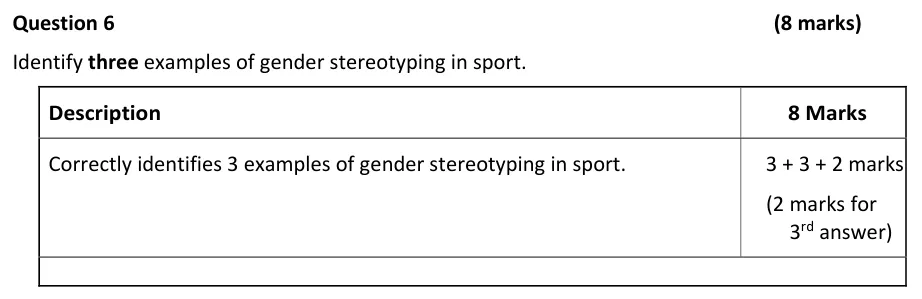 Question 6 (8 marks)
Identify three examples of gender stereotyping in sport.
Description 8 Marks
Correctly identifies 3 examples of gender stereotyping in sport. 3 + 3 + 2 marks
(2 marks for
3rd answer)